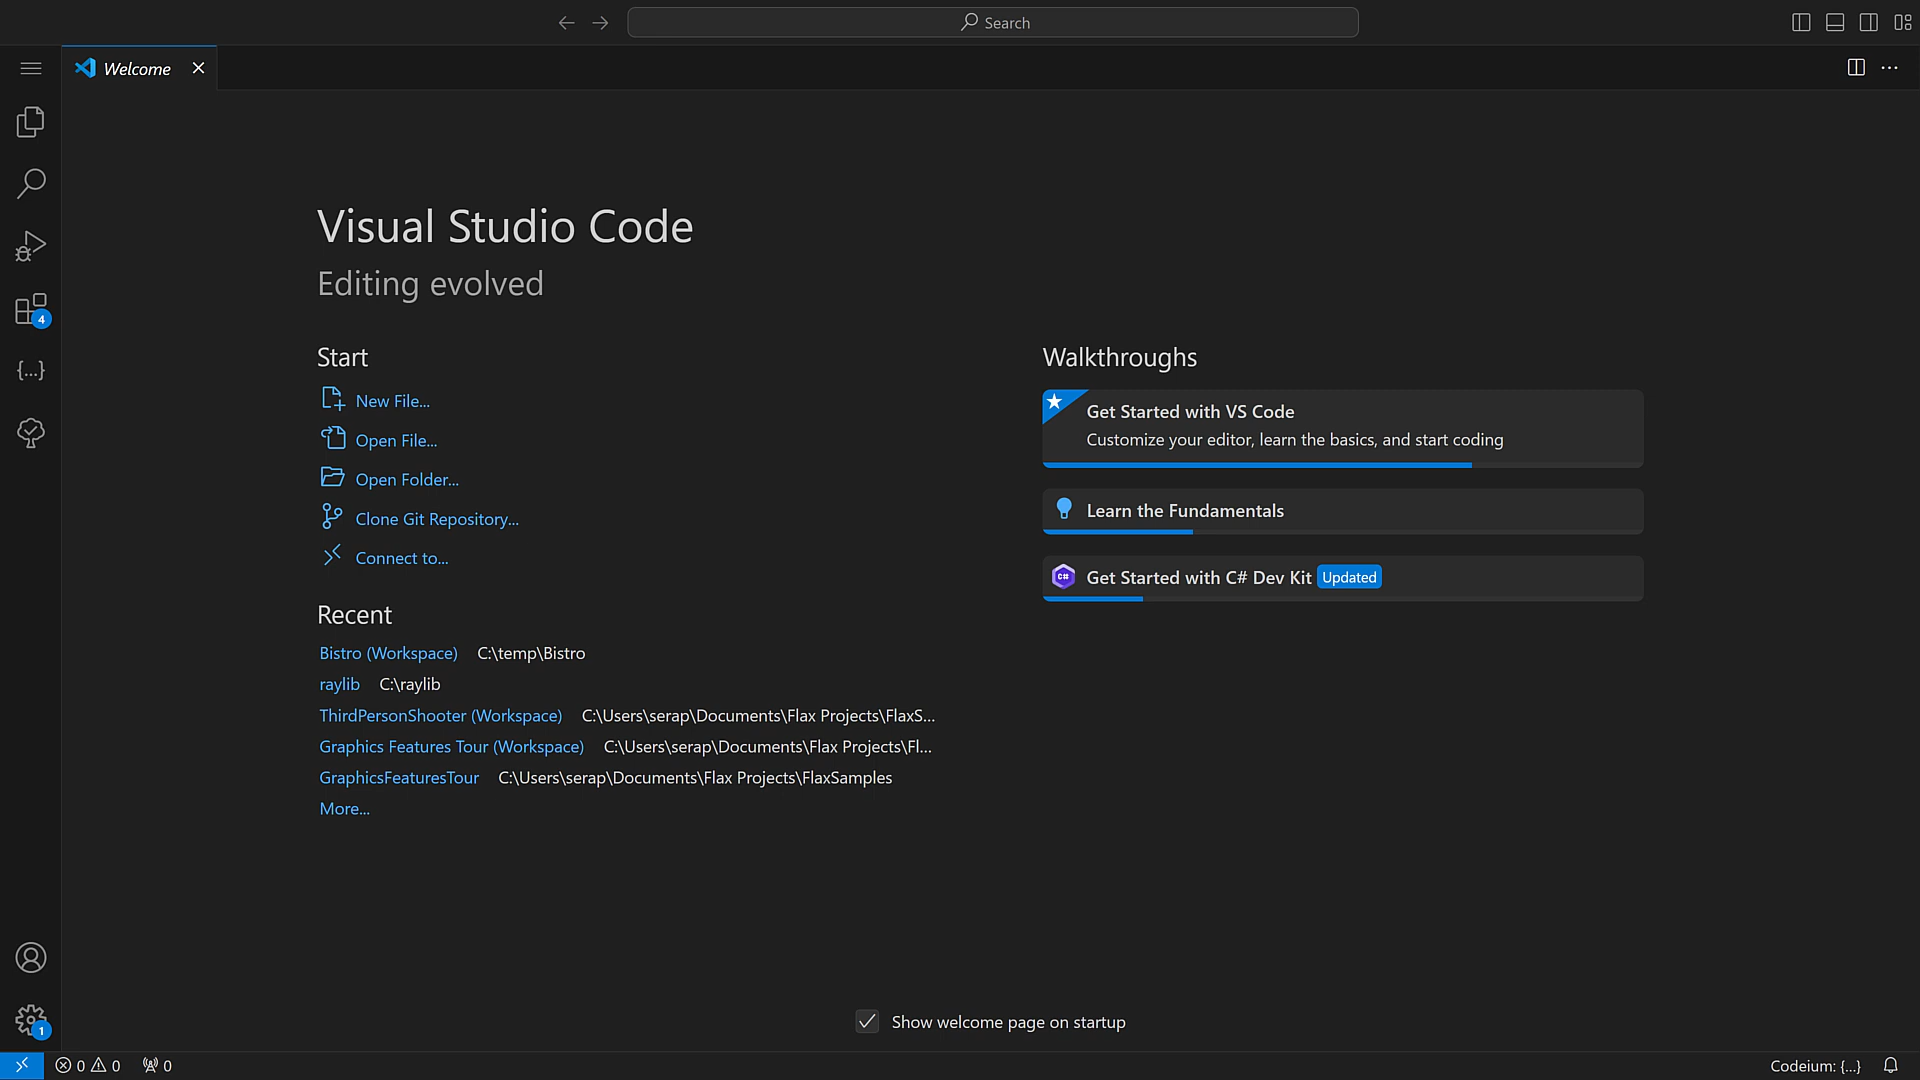 Search
Welcome
Visual Studio Code
Editing evolved
Start
New File...
Open File...
Open Folder...
Clone Git Repository...
Connect to...
Recent
Bistro (Workspace) C:\temp\Bistro
raylib C:\raylib
ThirdPersonShooter (Workspace) C:\Users\serap\Documents\Flax Projects\FlaxS...
Graphics Features Tour (Workspace) C:\Users\serap\Documents\Flax Projects\Fl...
GraphicsFeaturesTour C:\Users\serap\Documents\Flax Projects\FlaxSamples
More...
Walkthroughs
Get Started with VS Code
Customize your editor, learn the basics, and start coding
Learn the Fundamentals
C# Get Started with C# Dev Kit Updated
4
{...}
1
Show welcome page on startup
0 0 0
Codeium: {...}